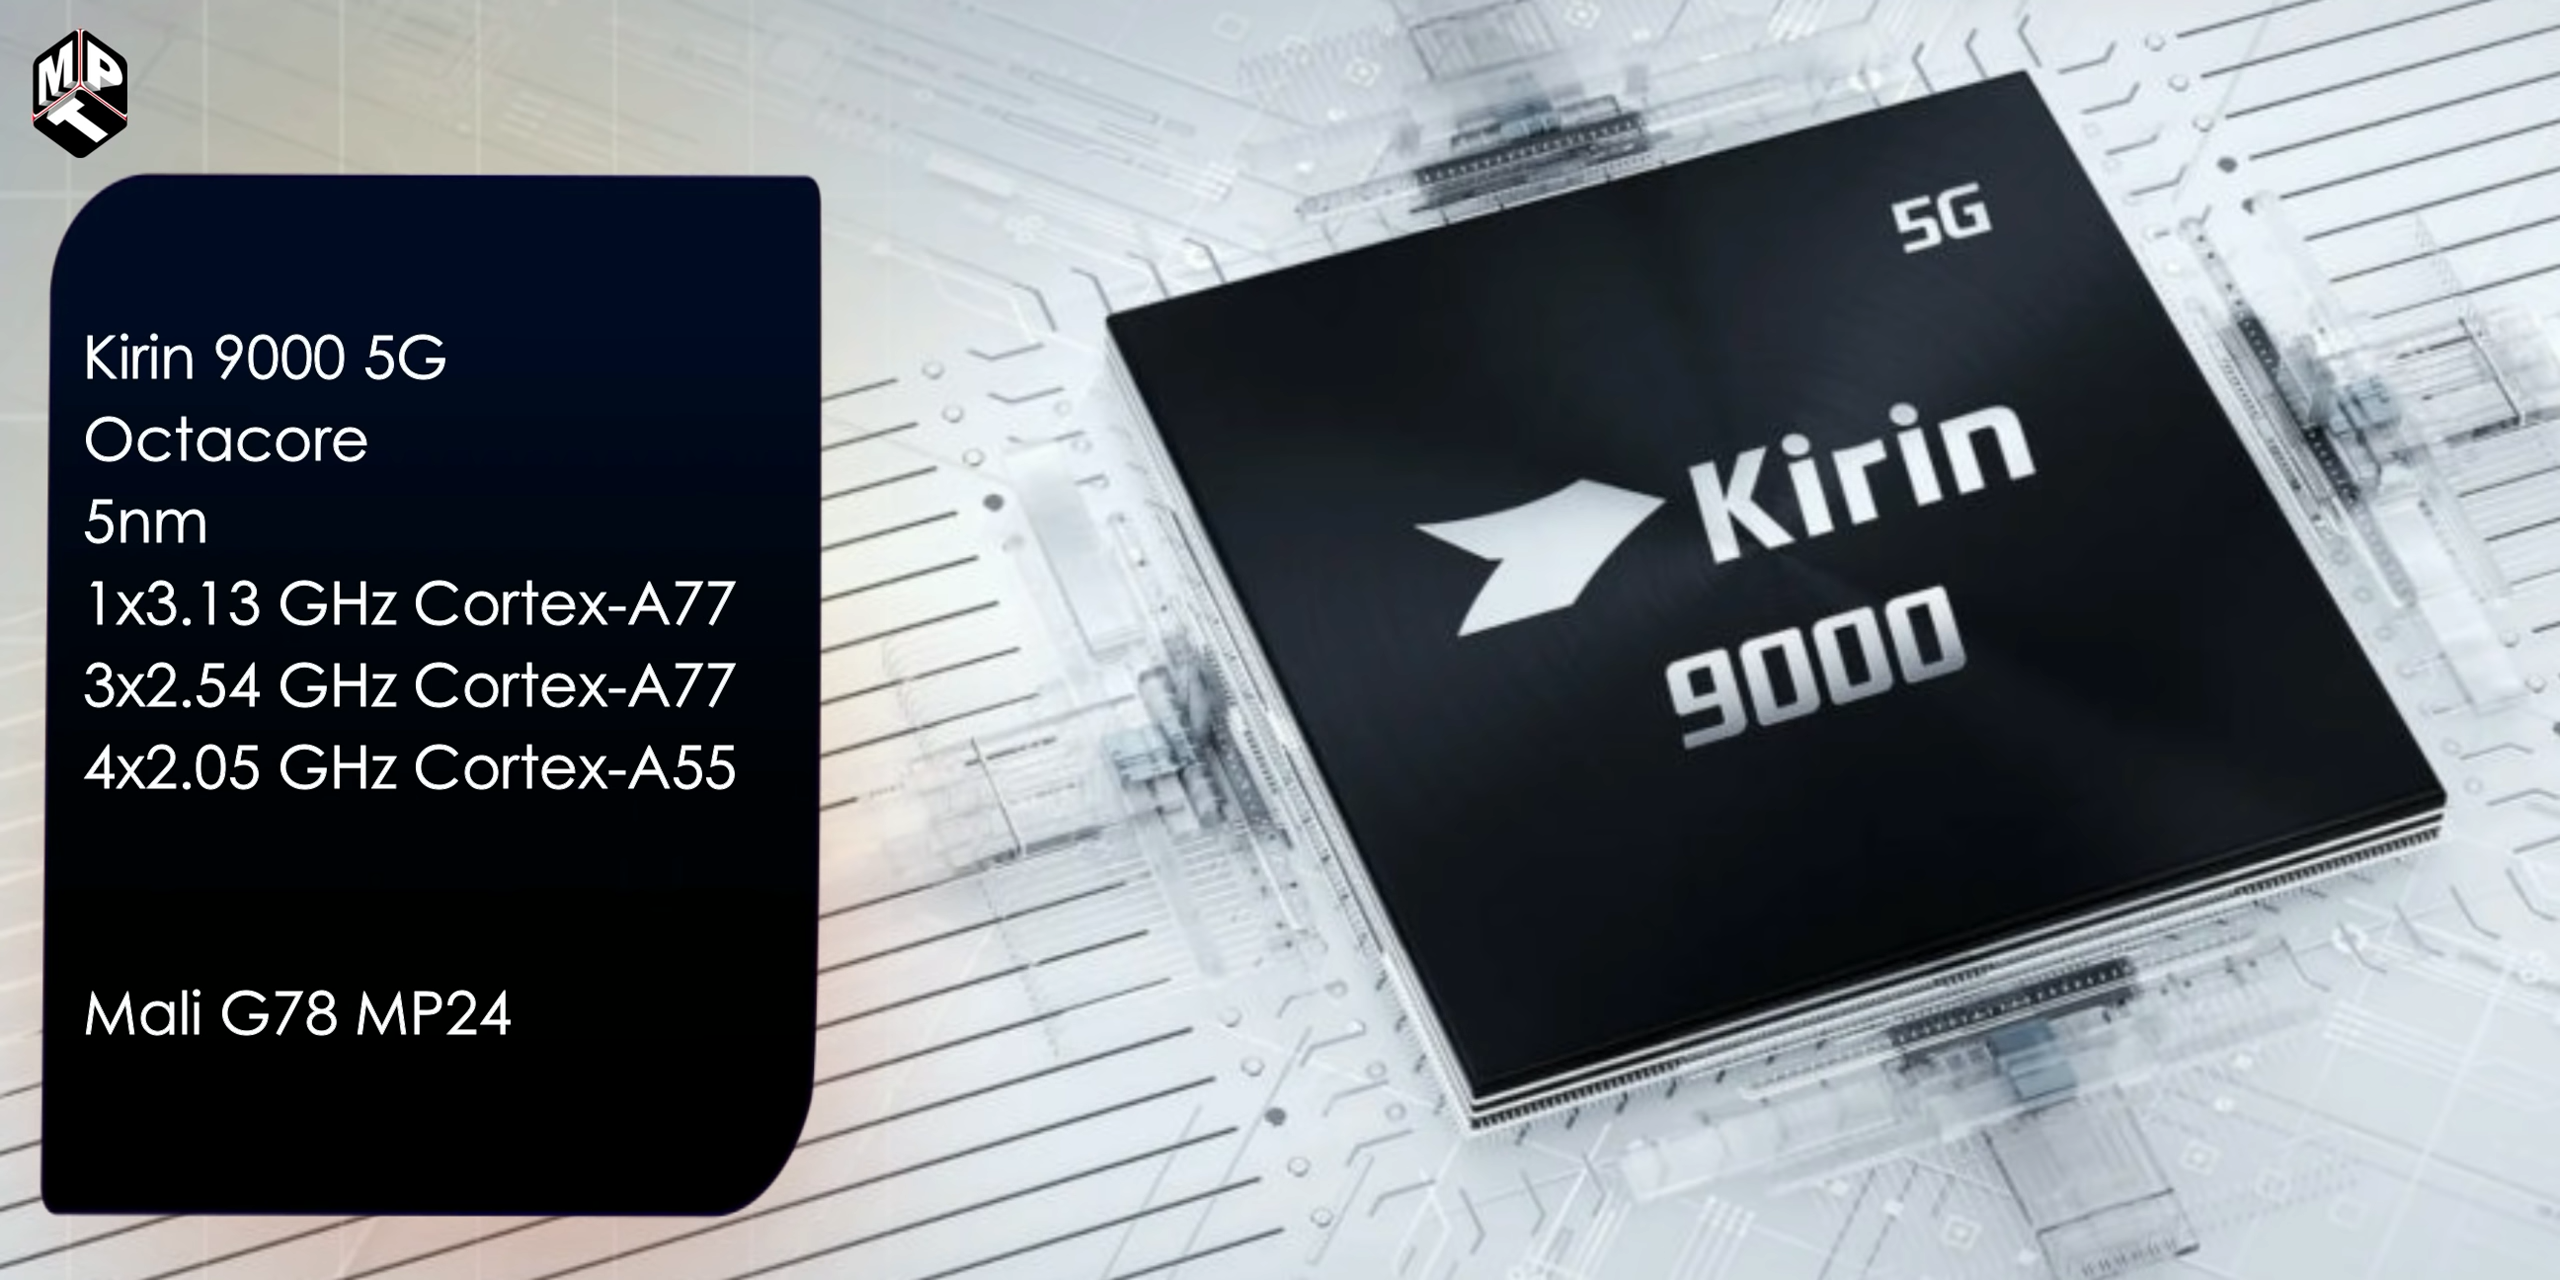 MPT
Kirin 9000 5G
Octacore
5nm
1x3.13 GHz Cortex-A77
3x2.54 GHz Cortex-A77
4x2.05 GHz Cortex-A55
Mali G78 MP24
5G
Kirin
9000